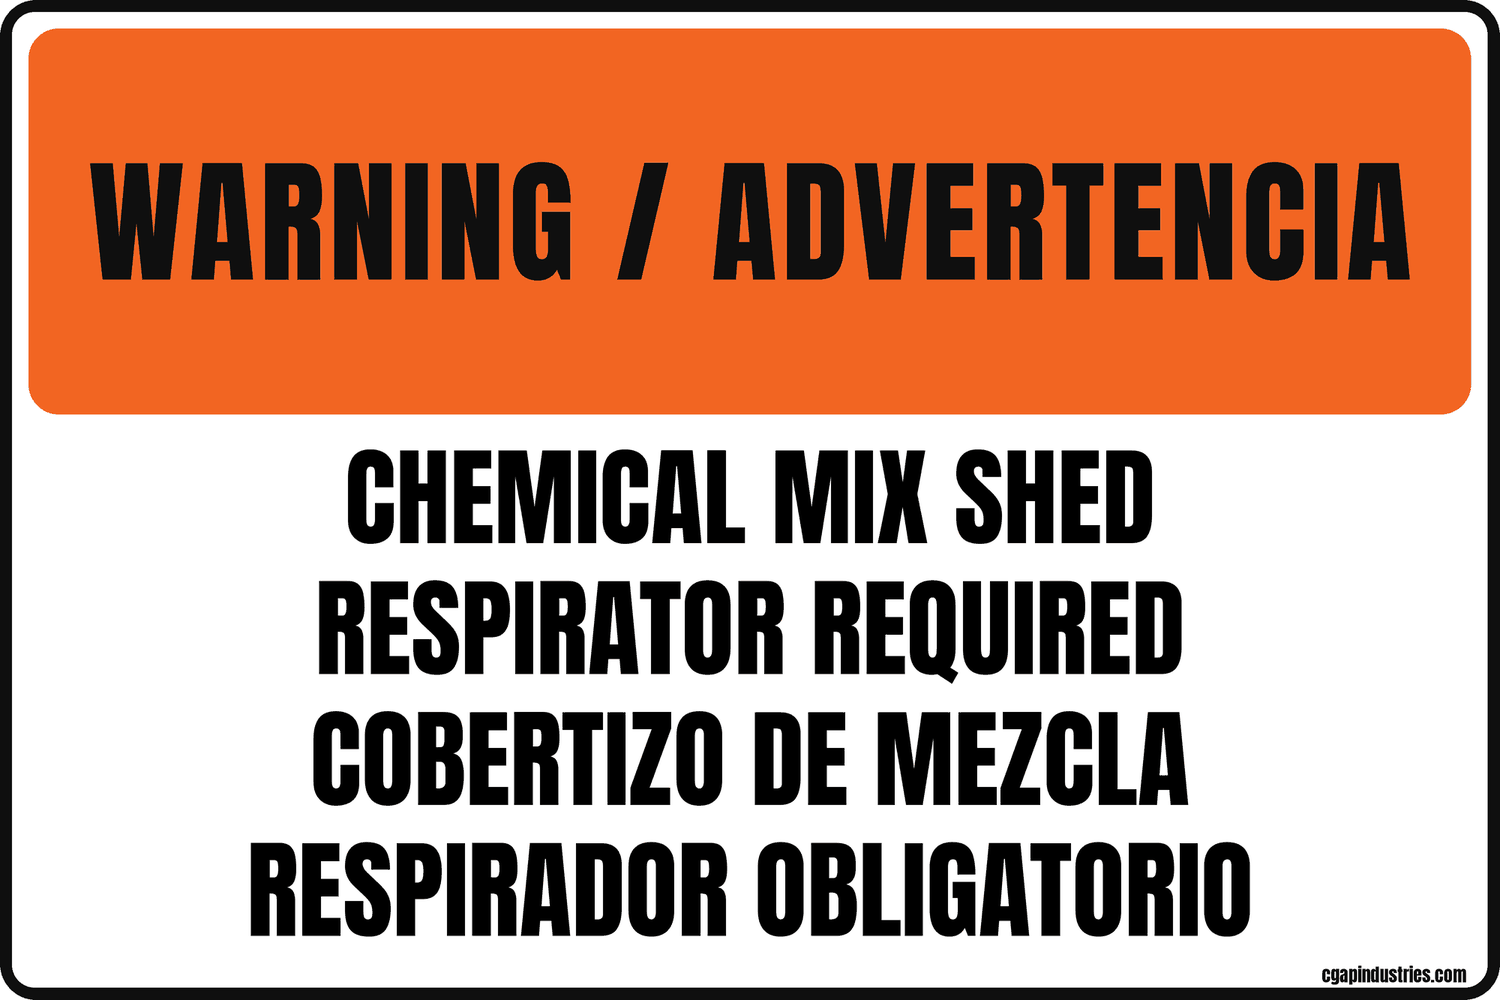 WARNING / ADVERTENCIA
CHEMICAL MIX SHED
RESPIRATOR REQUIRED
COBERTIZO DE MEZCLA
RESPIRADOR OBLIGATORIO
cgapindustries.com